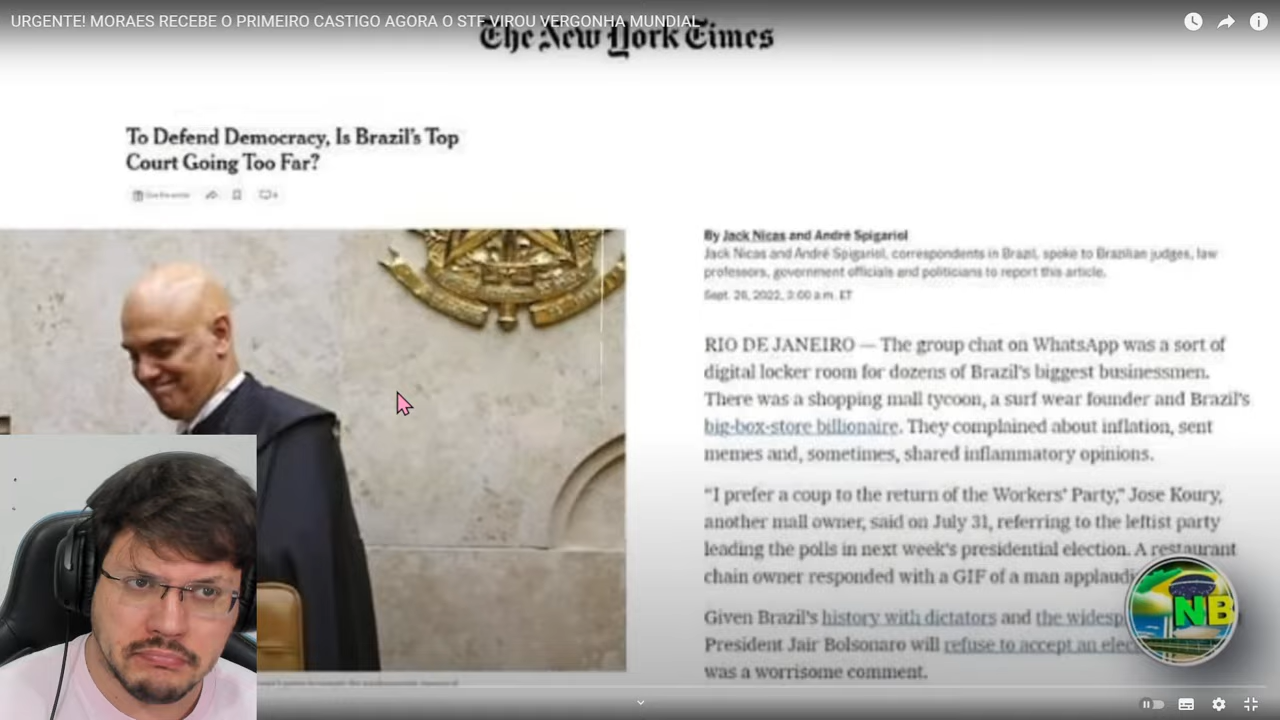 URGENTE! MORAES RECEBE O PRIMEIRO CASTIGO AGORA O STF VIROU VERGONHA MUNDIAL
The New York Times
To Defend Democracy, Is Brazil's Top
Court Going Too Far?
By Jack Nicas and André Spigariol
Jack Nicas and André Spigariol, correspondents in Brazil, spoke to Brazilian judges, law
professors, government officials and politicians to report this article.
Sept. 26, 2022, 3:00 a.m. ET
RIO DE JANEIRO — The group chat on WhatsApp was a sort of
digital locker room for dozens of Brazil's biggest businessmen.
There was a shopping mall tycoon, a surf wear founder and Brazil's
big-box-store billionaire. They complained about inflation, sent
memes and, sometimes, shared inflammatory opinions.
“I prefer a coup to the return of the Workers' Party,” Jose Koury,
another mall owner, said on July 31, referring to the leftist party
leading the polls in next week's presidential election. A restaurant
chain owner responded with a GIF of a man applaudi
Given Brazil's history with dictators and the widesp
President Jair Bolsonaro will refuse to accept an elec
was a worrisome comment.
NB